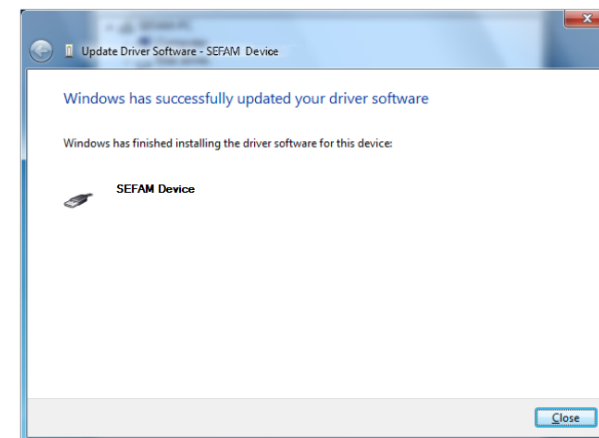 Update Driver Software - SEFAM Device
Windows has successfully updated your driver software
Windows has finished installing the driver software for this device:
SEFAM Device
Close